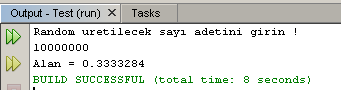 Output - Test (run) Tasks
Random uretilecek sayı adetini girin !
10000000
Alan = 0.3333284
BUILD SUCCESSFUL (total time: 8 seconds)